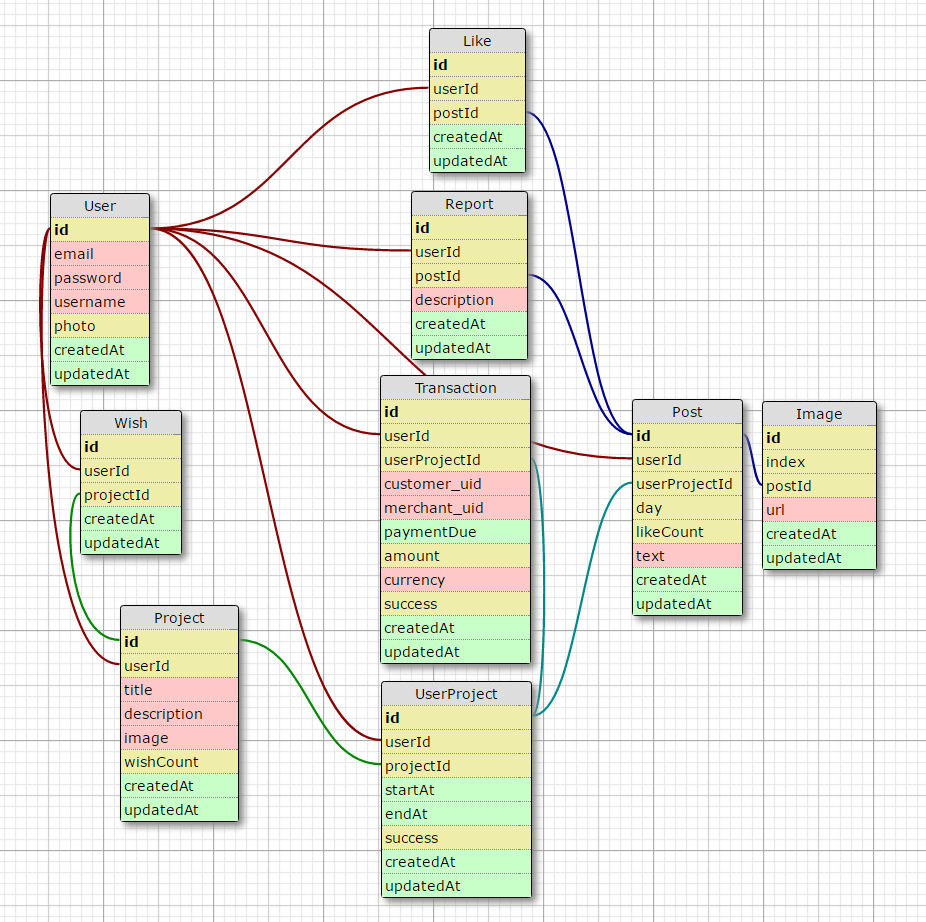 Like
id
userId
postId
createdAt
updatedAt
User
id
email
password
username
photo
createdAt
updatedAt
Report
id
userId
postId
description
createdAt
updatedAt
Wish
id
userId
projectId
createdAt
updatedAt
Transaction
id
userId
userProjectId
customer_uid
merchant_uid
paymentDue
amount
currency
success
createdAt
updatedAt
Post
id
userId
userProjectId
day
likeCount
text
createdAt
updatedAt
Image
id
index
postId
url
createdAt
updatedAt
Project
id
userId
title
description
image
wishCount
createdAt
updatedAt
UserProject
id
userId
projectId
startAt
endAt
success
createdAt
updatedAt